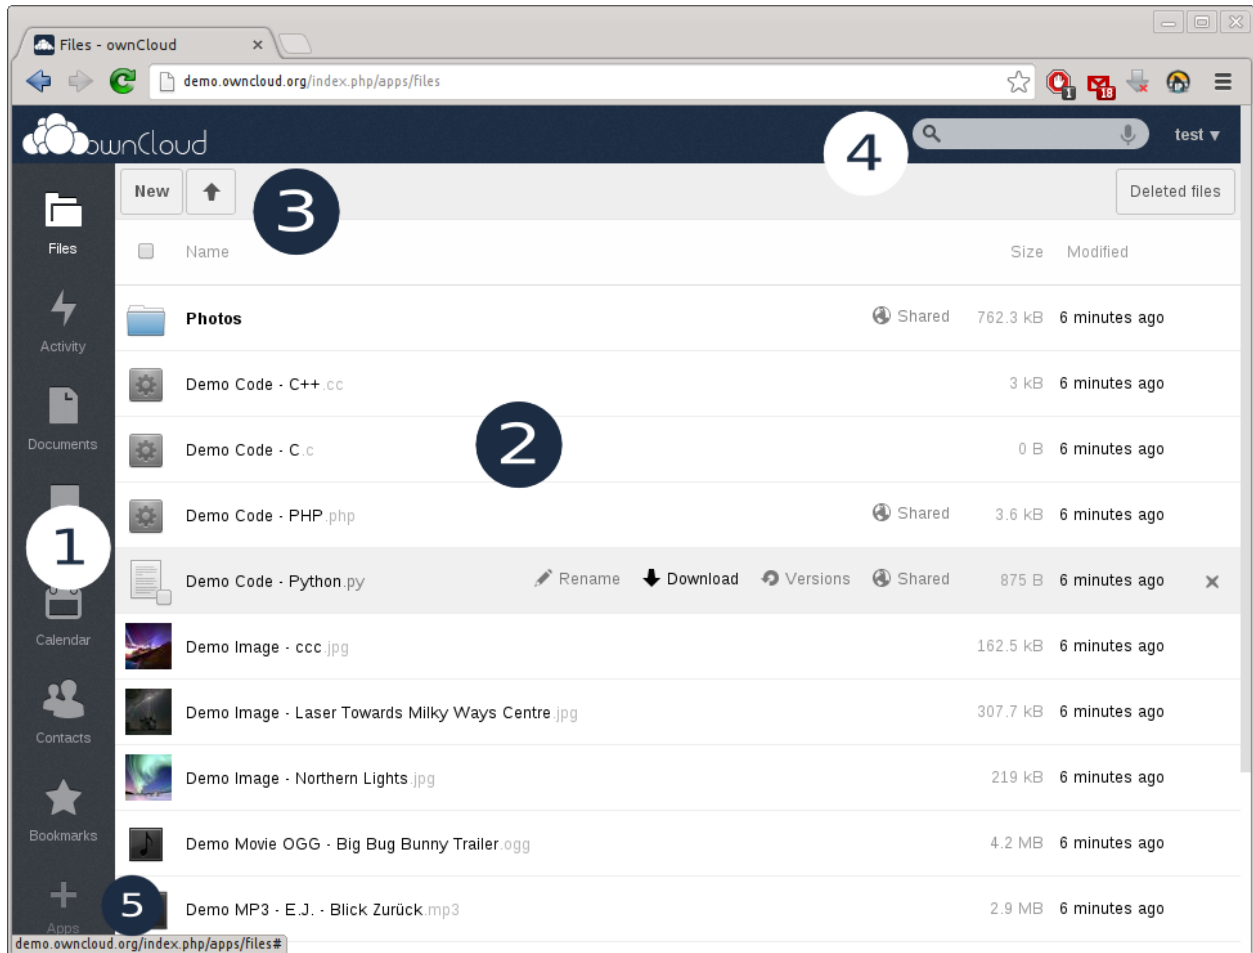 Files - ownCloud
demo.owncloud.org/index.php/apps/files
1
18
ownCloud
4
test
New
3
Deleted files
Files
Name
Size
Modified
Photos
Shared
762.3 kB
6 minutes ago
Activity
Demo Code - C++.cc
3 kB
6 minutes ago
Documents
Demo Code - C.c
2
0 B
6 minutes ago
Demo Code - PHP.php
Shared
3.6 kB
6 minutes ago
1
Demo Code - Python.py
Rename
Download
Versions
Shared
875 B
6 minutes ago
Calendar
Demo Image - ccc.jpg
162.5 kB
6 minutes ago
Contacts
Demo Image - Laser Towards Milky Ways Centre.jpg
307.7 kB
6 minutes ago
Demo Image - Northern Lights.jpg
219 kB
6 minutes ago
Bookmarks
Demo Movie OGG - Big Bug Bunny Trailer.ogg
4.2 MB
6 minutes ago
Apps
5
Demo MP3 - E.J. - Blick Zurück.mp3
2.9 MB
6 minutes ago
demo.owncloud.org/index.php/apps/files#